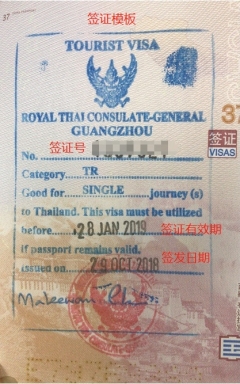 签证模板
37
TOURIST VISA
ROYAL THAI CONSULATE-GENERAL
GUANGZHOU
签证号
No.
Category TR
Good for SINGLE journey (s)
to Thailand. This visa must be utilized
before 28 JAN 2019 签证有效期
if passport remains valid.
签发日期
issued on 29 OCT 2018
37
签证
VISAS